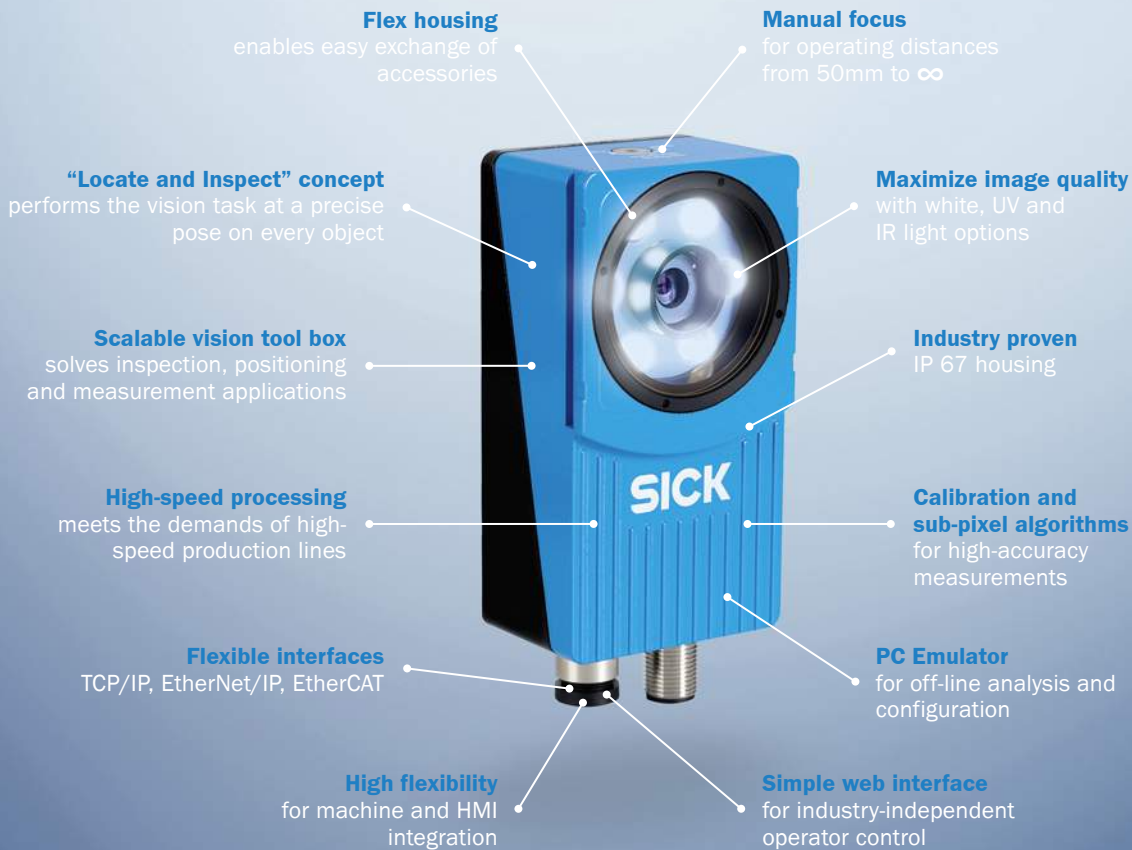 Flex housing
enables easy exchange of
accessories
Manual focus
for operating distances
from 50mm to ∞
“Locate and Inspect” concept
performs the vision task at a precise
pose on every object
Maximize image quality
with white, UV and
IR light options
Scalable vision tool box
solves inspection, positioning
and measurement applications
Industry proven
IP 67 housing
SICK
High-speed processing
meets the demands of high-
speed production lines
Calibration and
sub-pixel algorithms
for high-accuracy
measurements
Flexible interfaces
TCP/IP, EtherNet/IP, EtherCAT
PC Emulator
for off-line analysis and
configuration
High flexibility
for machine and HMI
integration
Simple web interface
for industry-independent
operator control